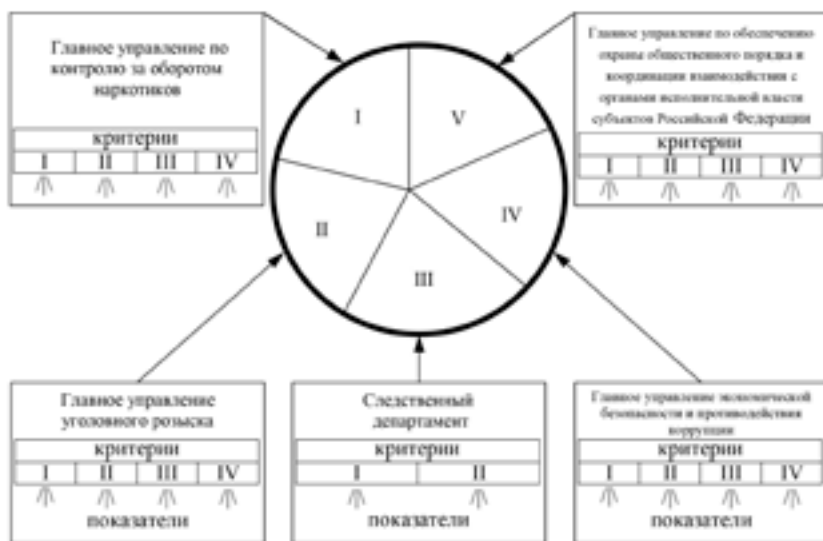 Главное управление по
контролю за оборотом
наркотиков
критерии
I II III IV
Главное управление по обеспечению
охраны общественного порядка и
координации взаимодействия с
органами исполнительной власти
субъектов Российской Федерации
критерии
I II III IV
I
V
II
IV
III
Главное управление
уголовного розыска
критерии
I II III IV
показатели
Следственный
департамент
критерии
I II
показатели
Главное управление экономической
безопасности и противодействия
коррупции
критерии
I II III IV
показатели